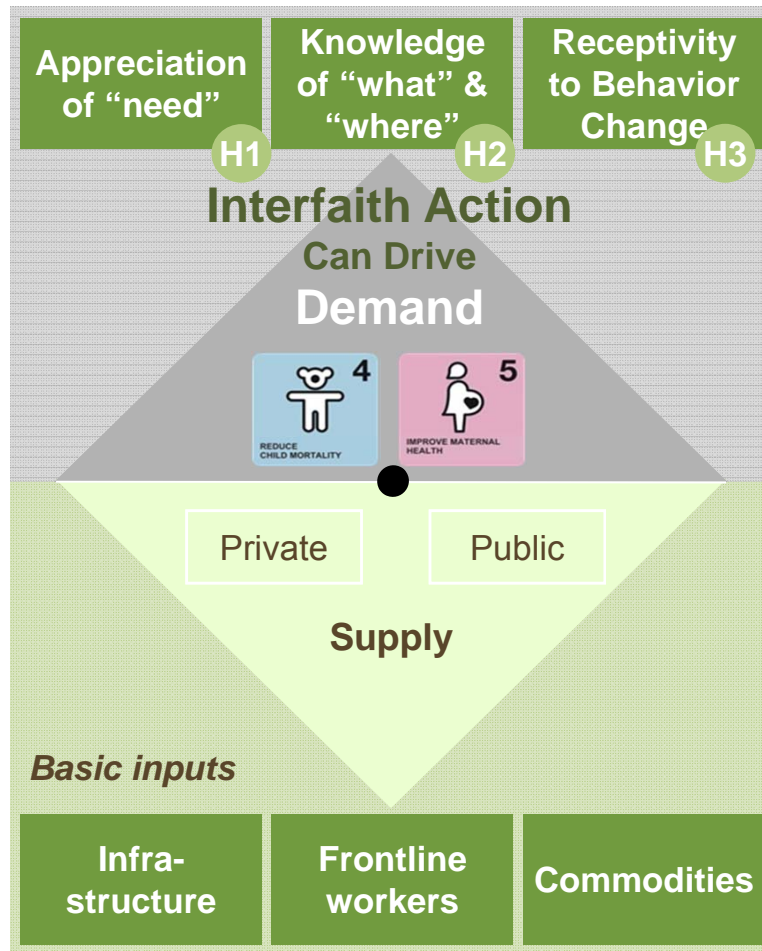 Appreciation
of “need”
H1
Knowledge
of “what” &
“where”
H2
Receptivity
to Behavior
Change
H3
Interfaith Action
Can Drive
Demand
4
REDUCE
CHILD MORTALITY
5
IMPROVE MATERNAL
HEALTH
Private
Public
Supply
Basic inputs
Infra-
structure
Frontline
workers
Commodities